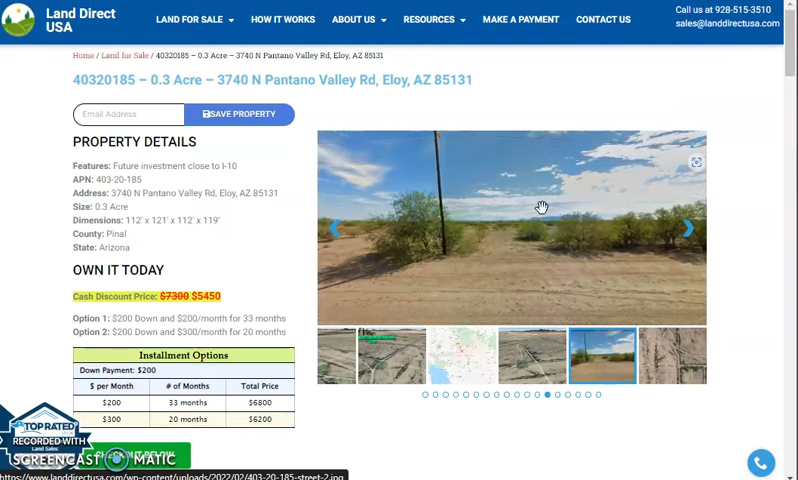 Land Direct USA
LAND FOR SALE
HOW IT WORKS
ABOUT US
RESOURCES
MAKE A PAYMENT
CONTACT US
Call us at 928-515-3510
sales@landdirectusa.com
Home / Land for Sale / 40320185 – 0.3 Acre – 3740 N Pantano Valley Rd, Eloy, AZ 85131
40320185 – 0.3 Acre – 3740 N Pantano Valley Rd, Eloy, AZ 85131
Email Address
SAVE PROPERTY
PROPERTY DETAILS
Features: Future investment close to I-10
APN: 403-20-185
Address: 3740 N Pantano Valley Rd, Eloy, AZ 85131
Size: 0.3 Acre
Dimensions: 112' x 121' x 112' x 119'
County: Pinal
State: Arizona
OWN IT TODAY
Cash Discount Price: $7300 $5450
Option 1: $200 Down and $200/month for 33 months
Option 2: $200 Down and $300/month for 20 months
Installment Options
Down Payment: $200
$ per Month # of Months Total Price
$200 33 months $6800
$300 20 months $6200
TOP RATED
Land Sales
CHECKOUT BELOW
RECORDED WITH
SCREENCAST MATIC
https://www.landdirectusa.com/wp-content/uploads/2022/02/403-20-185-street-2.jpg